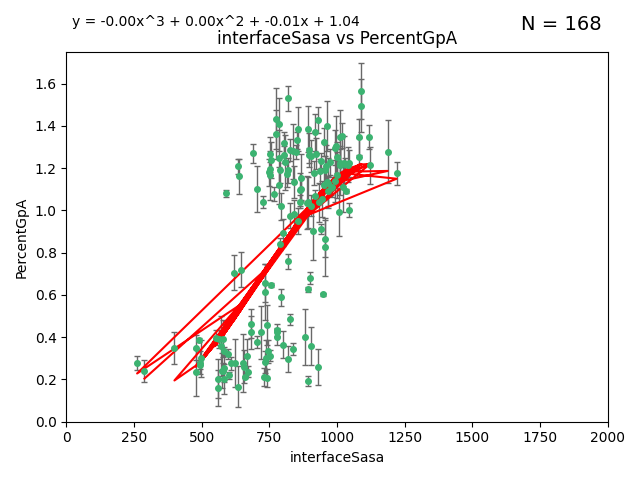 y = -0.00x^3 + 0.00x^2 + -0.01x + 1.04
N = 168
interfaceSasa vs PercentGpA
PercentGpA
1.6
1.4
1.2
1.0
0.8
0.6
0.4
0.2
0.0
0 250 500 750 1000 1250 1500 1750 2000
interfaceSasa